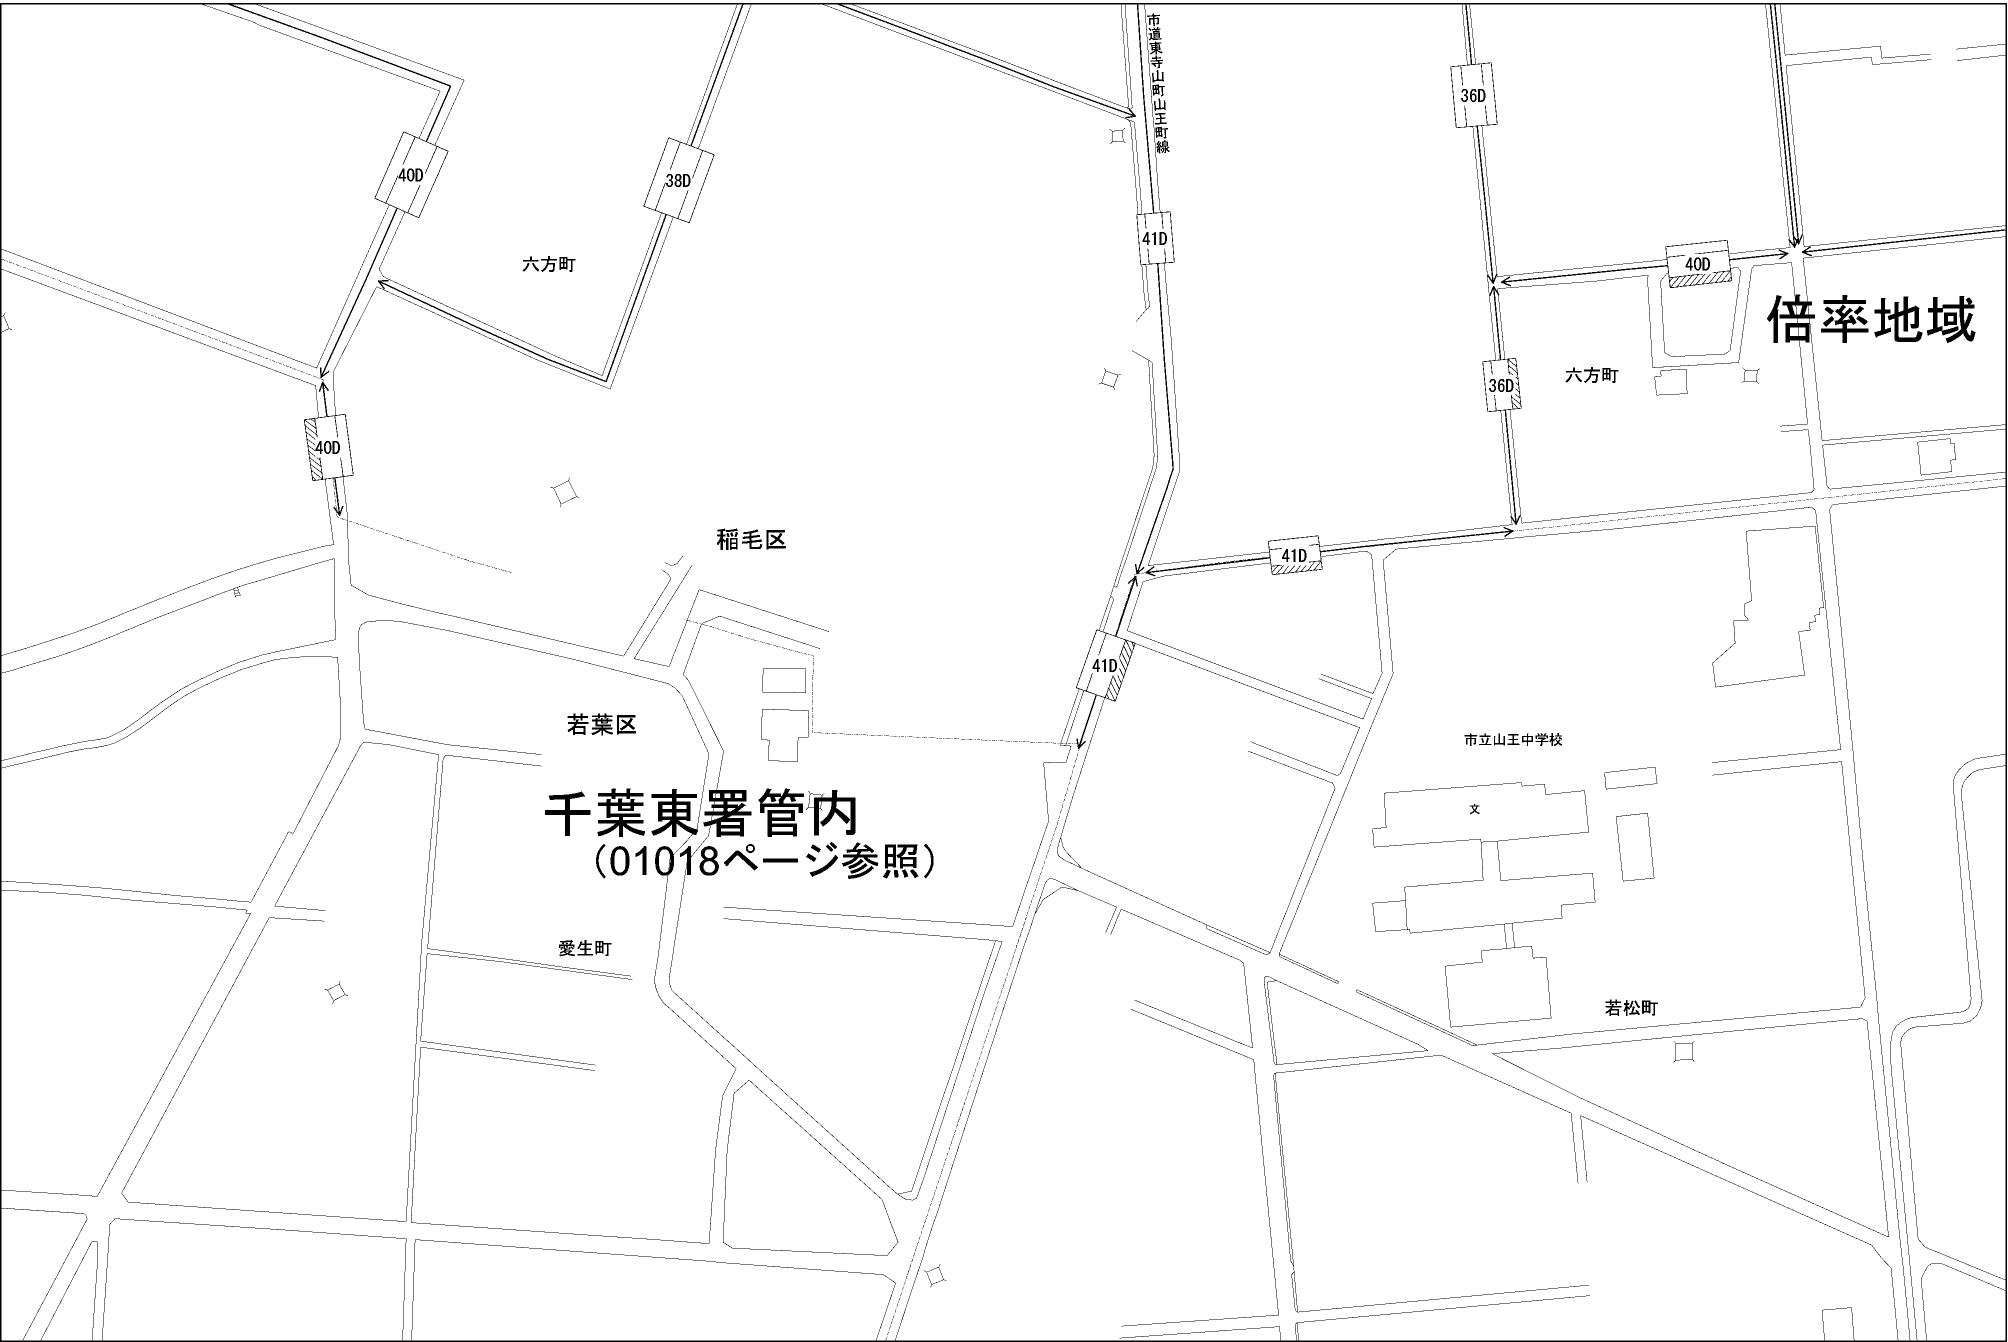 市道東寺山町山王町線
36D
40D
38D
六方町
41D
40D
倍率地域
六方町
36D
40D
稲毛区
41D
41D
若葉区
市立山王中学校
千葉東署管内
(01018ページ参照)
文
愛生町
若松町